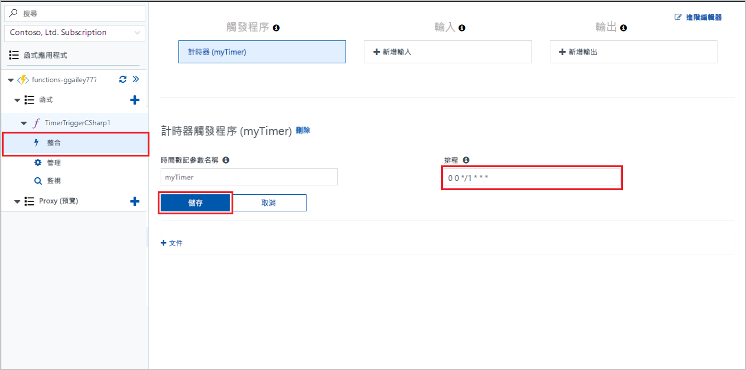 搜尋
Contoso, Ltd. Subscription
函式應用程式
functions-ggailey777
函式
TimerTriggerCSharp1
整合
管理
監視
Proxy (預覽)
進階編輯器
觸發程序
輸入
輸出
計時器 (myTimer)
新增輸入
新增輸出
計時器觸發程序 (myTimer) 刪除
時間戳記參數名稱
排程
myTimer
0 0 */1 * * *
儲存
取消
文件